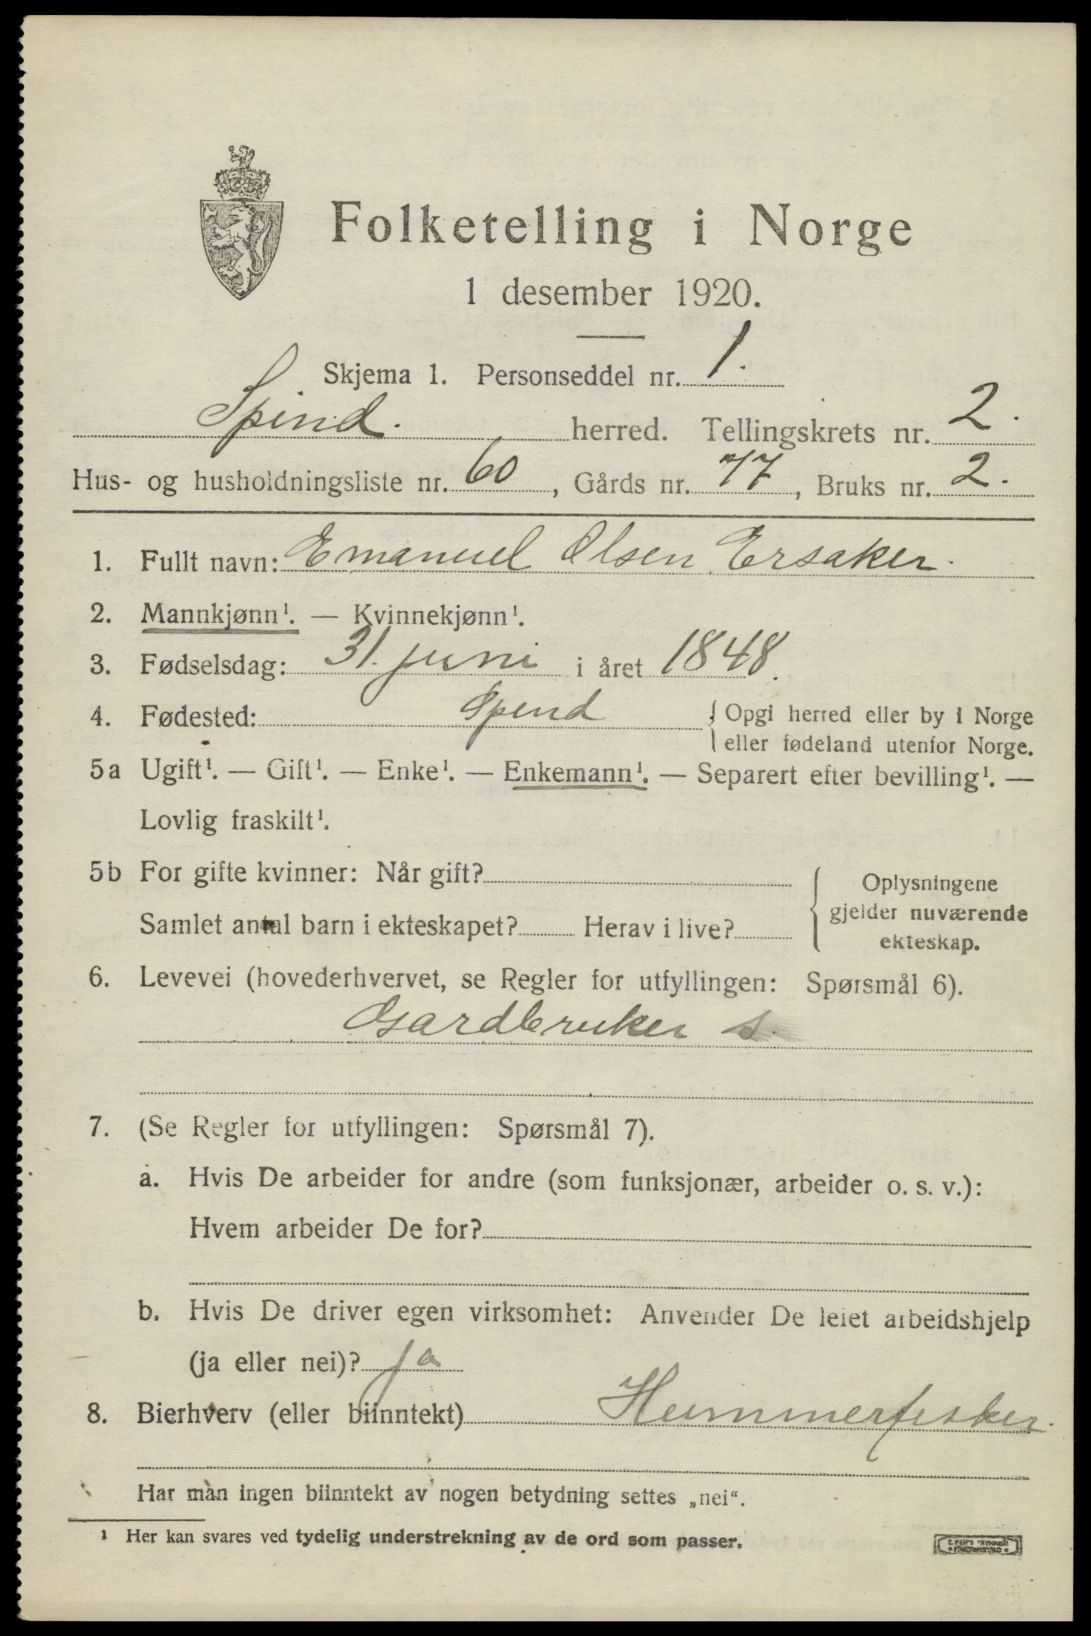 Folketelling i Norge
1 desember 1920.
Skjema 1. Personseddel nr. 1.
Spind. herred. Tellingskrets nr. 2.
Hus- og husholdningsliste nr. 60, Gårds nr. 77, Bruks nr. 2.
1. Fullt navn: Emanuel Olsen Ersaker.
2. Mannkjønn¹. — Kvinnekjønn¹.
3. Fødselsdag: 31. juni i året 1848.
4. Fødested: Spind { Opgi herred eller by i Norge
eller fødeland utenfor Norge.
5a Ugift¹. — Gift¹. — Enke¹. — Enkemann¹. — Separert efter bevilling¹. —
Lovlig fraskilt¹.
5b For gifte kvinner: Når gift?
Samlet antal barn i ekteskapet? Herav i live?
{ Oplysningene
gjelder nuværende
ekteskap.
6. Levevei (hovederhvervet, se Regler for utfyllingen: Spørsmål 6).
Gardbruker s.
7. (Se Regler for utfyllingen: Spørsmål 7).
a. Hvis De arbeider for andre (som funksjonær, arbeider o. s. v.):
Hvem arbeider De for?
b. Hvis De driver egen virksomhet: Anvender De leiet arbeidshjelp
(ja eller nei)? ja
8. Bierhverv (eller biinntekt) Hummerfisker.
Har man ingen biinntekt av nogen betydning settes „nei“.
¹ Her kan svares ved tydelig understrekning av de ord som passer.